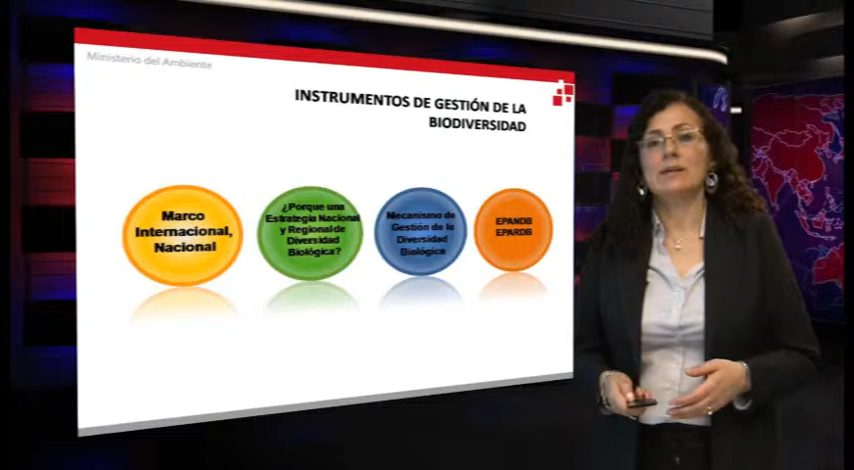 Ministerio del Ambiente
INSTRUMENTOS DE GESTIÓN DE LA
BIODIVERSIDAD
Marco
Internacional,
Nacional
¿Porque una
Estrategia Nacional
y Regional de
Diversidad
Biológica?
Mecanismo de
Gestión de la
Diversidad
Biológica
EPANDB
EPARDB